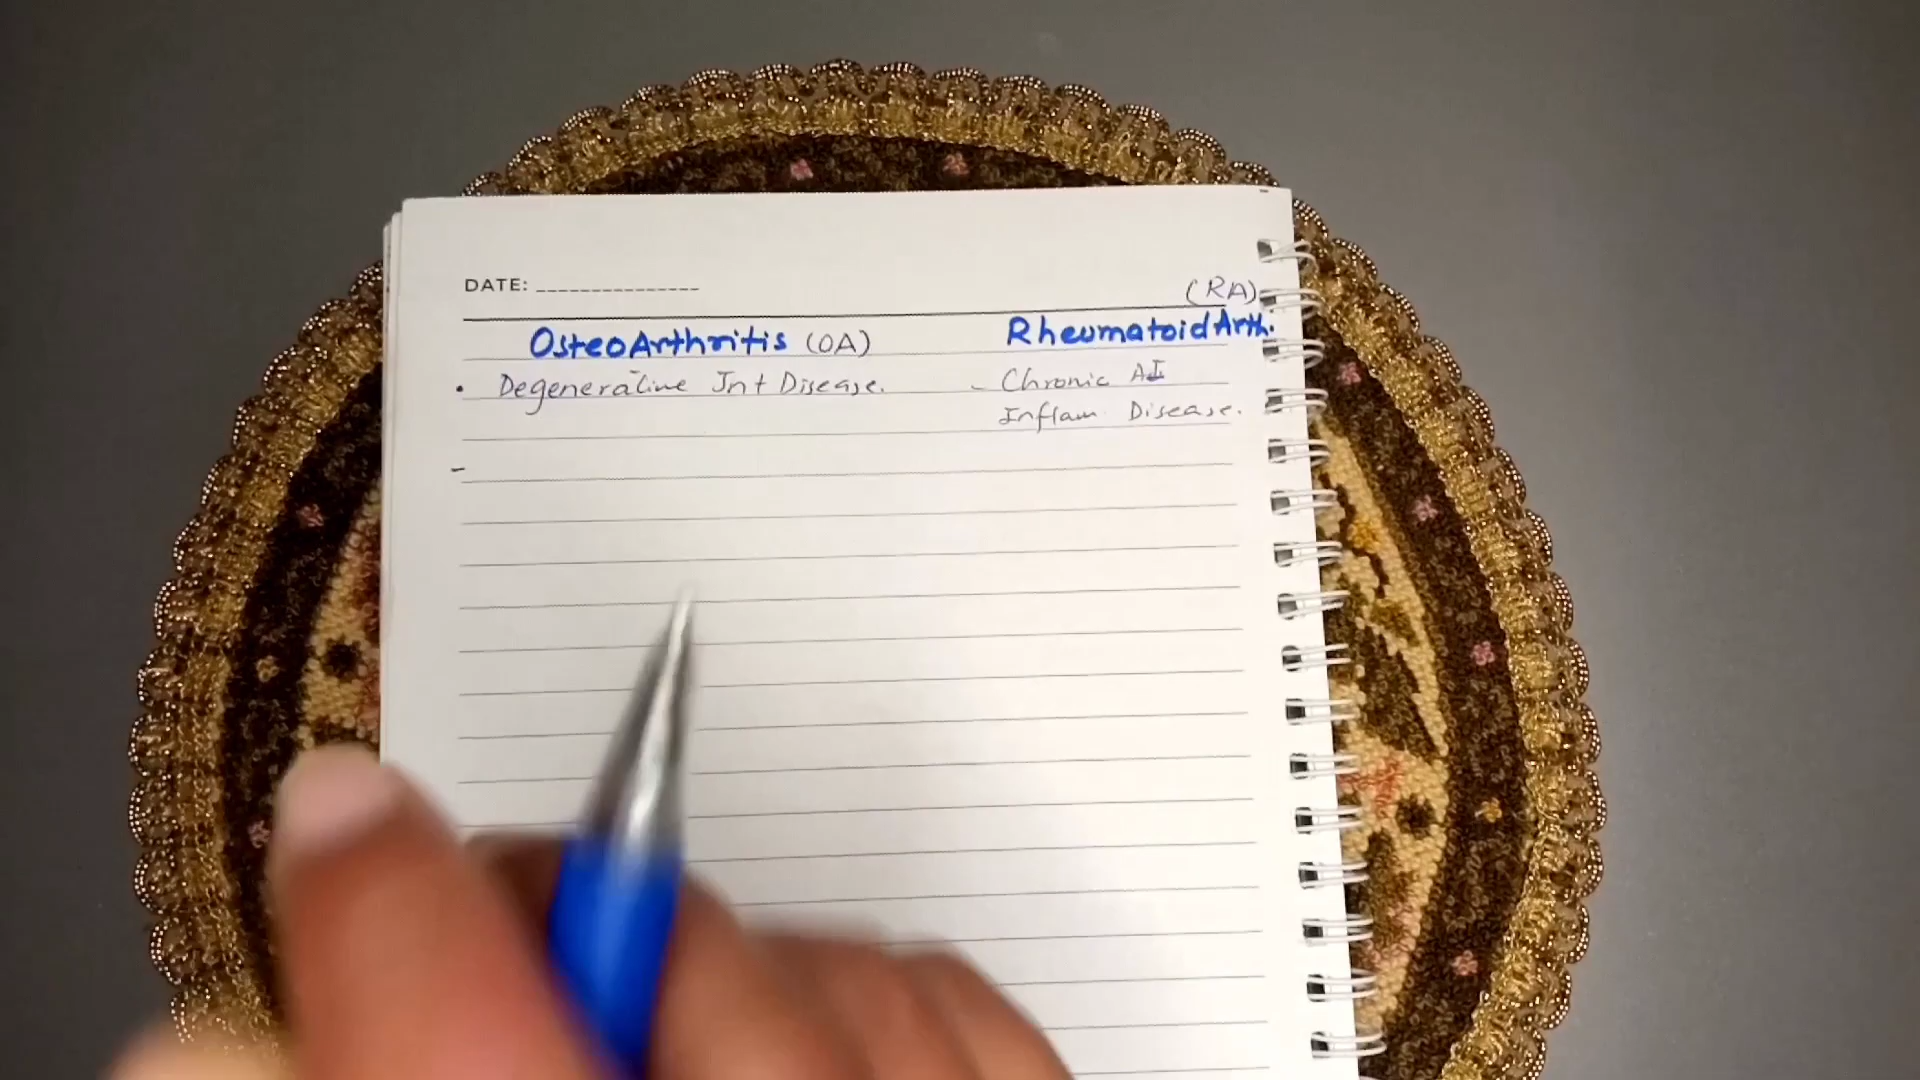 DATE: _______________
(RA)
OsteoArthritis (OA) Rheumatoid Arth.
• Degenerative Jnt Disease. - Chronic AI
Inflam. Disease.
-